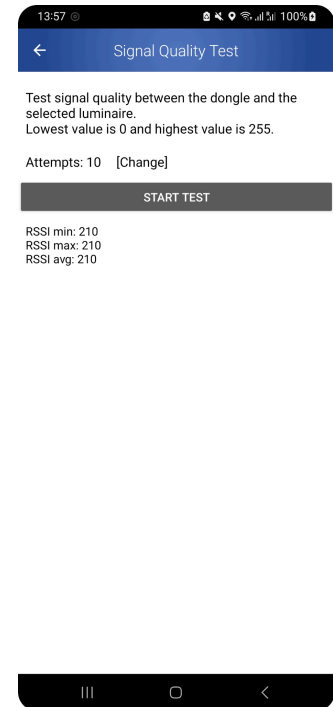 13:57
100%
Signal Quality Test
Test signal quality between the dongle and the
selected luminaire.
Lowest value is 0 and highest value is 255.
Attempts: 10 [Change]
START TEST
RSSI min: 210
RSSI max: 210
RSSI avg: 210